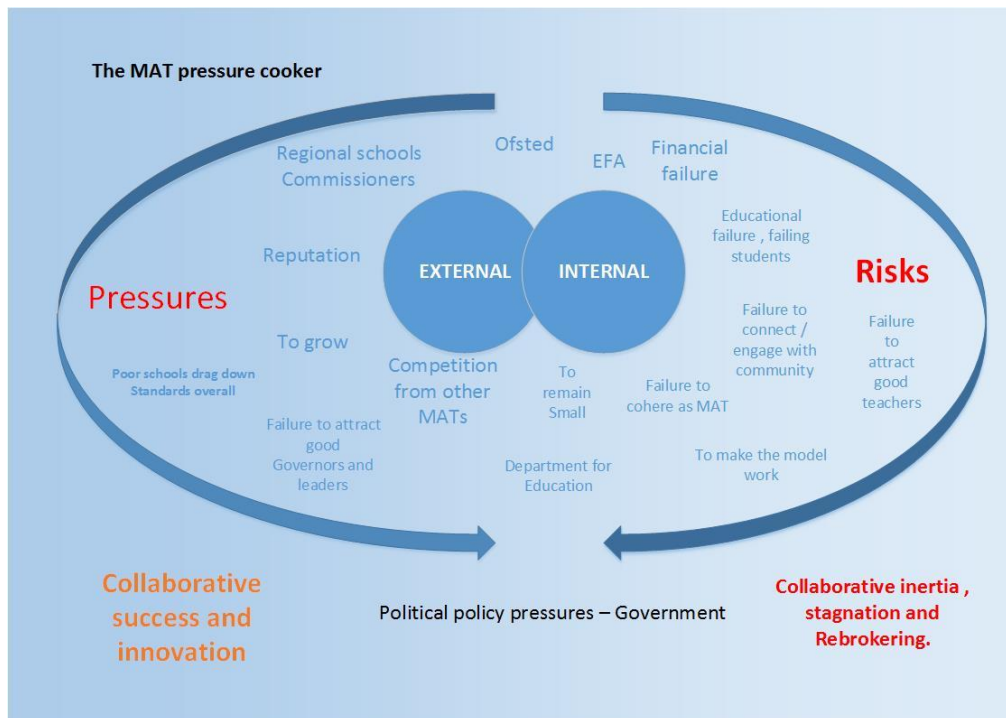 The MAT pressure cooker
Ofsted
Regional schools
Commissioners
EFA
Financial
failure
Educational
failure , failing
students
Reputation
EXTERNAL
INTERNAL
Risks
Pressures
To grow
Failure to
connect /
engage with
community
Failure
to
attract
good
teachers
Poor schools drag down
Standards overall
Competition
from other
MATs
To
remain
Small
Failure to
cohere as MAT
Failure to attract
good
Governors and
leaders
Department for
Education
To make the model
work
Collaborative
success and
innovation
Political policy pressures – Government
Collaborative inertia ,
stagnation and
Rebrokering.